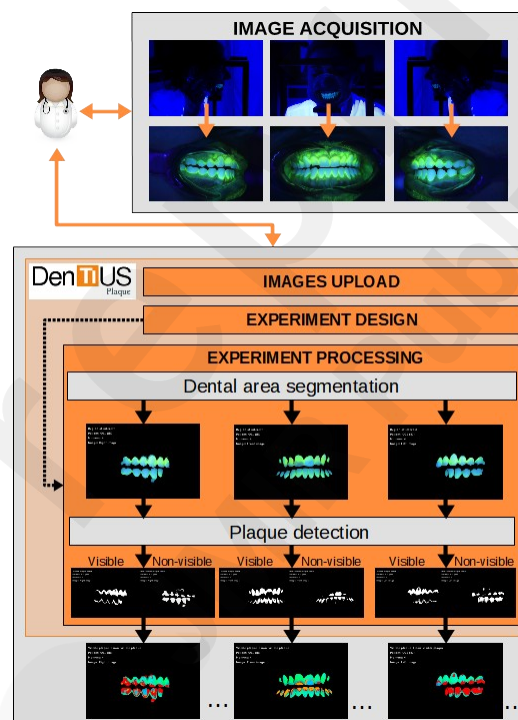 IMAGE ACQUISITION
DenTiUS
Plaque
IMAGES UPLOAD
EXPERIMENT DESIGN
EXPERIMENT PROCESSING
Dental area segmentation
Plaque detection
Visible Non-visible Visible Non-visible Visible Non-visible
... ... ...